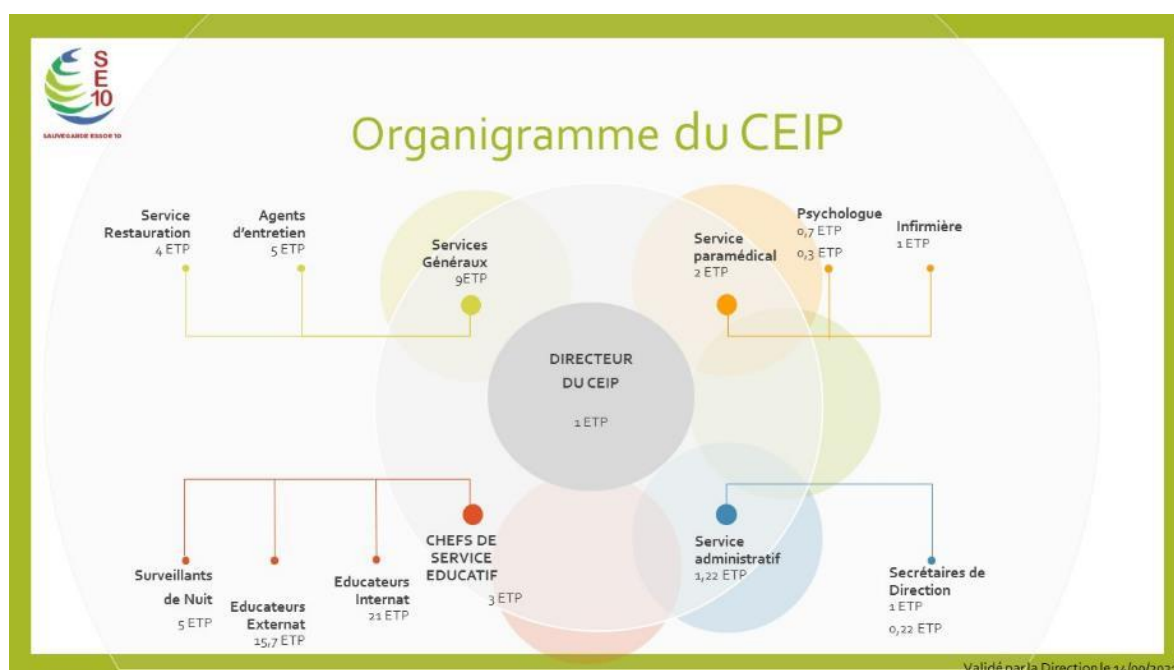 S
E
10
SAUVEGARDE ESSOR 10
Organigramme du CEIP
Service
Restauration
4 ETP
Agents
d'entretien
5 ETP
Services
Généraux
9ETP
Service
paramédical
2 ETP
Psychologue
0,7 ETP
0,3 ETP
Infirmière
1 ETP
DIRECTEUR
DU CEIP
1 ETP
Surveillants
de Nuit
5 ETP
Educateurs
Externat
15,7 ETP
Educateurs
Internat
21 ETP
CHEFS DE
SERVICE
EDUCATIF
3 ETP
Service
administratif
1,22 ETP
Secrétaires de
Direction
1 ETP
0,22 ETP
Validé par la Direction le